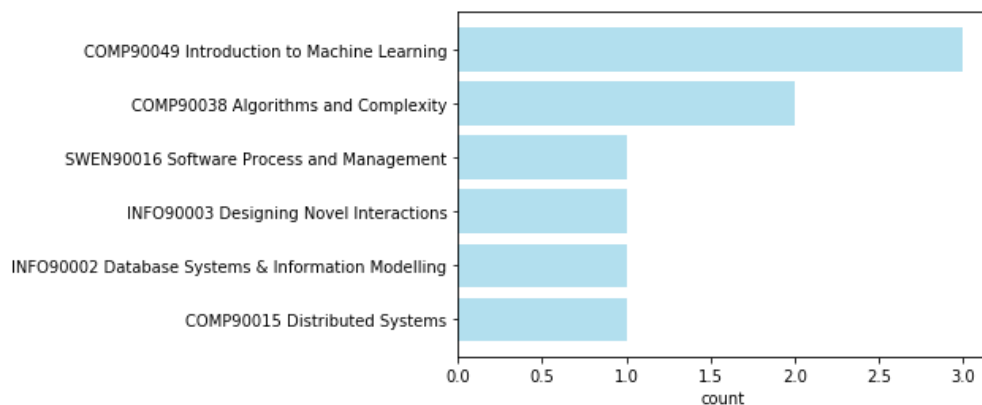 COMP90049 Introduction to Machine Learning
COMP90038 Algorithms and Complexity
SWEN90016 Software Process and Management
INFO90003 Designing Novel Interactions
INFO90002 Database Systems & Information Modelling
COMP90015 Distributed Systems
0.0 0.5 1.0 1.5 2.0 2.5 3.0
count